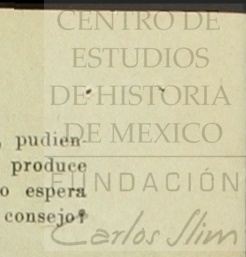 CENTRO DE
ESTUDIOS
DE HISTORIA
DE MEXICO
FUNDACIÓN
Carlos Slim
, pudien-
produce
o espera
consejo?